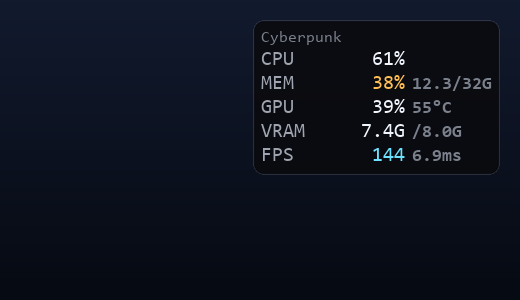 Cyberpunk
CPU 61%
MEM 38% 12.3/32G
GPU 39% 55°C
VRAM 7.4G /8.0G
FPS 144 6.9ms